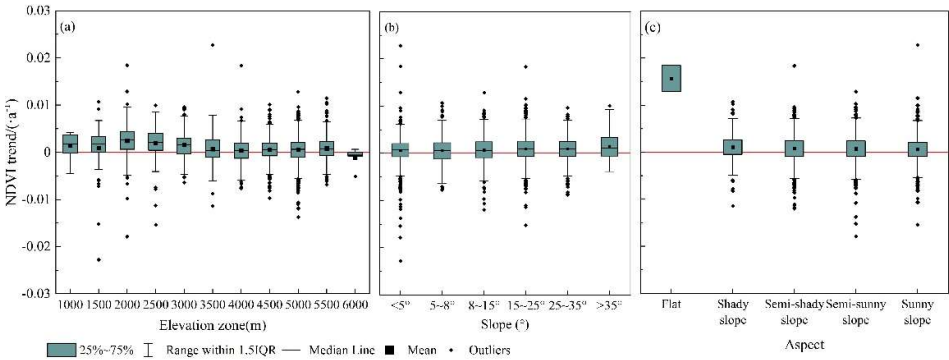 (a)
(b)
(c)
NDVI trend/(·a⁻¹)
0.03
0.02
0.01
0
-0.01
-0.02
-0.03
1000 1500 2000 2500 3000 3500 4000 4500 5000 5500 6000
Elevation zone(m)
<5° 5~8° 8~15° 15~25° 25~35° >35°
Slope (°)
Flat Shady slope Semi-shady slope Semi-sunny slope Sunny slope
Aspect
25%~75% Range within 1.5IQR Median Line Mean Outliers